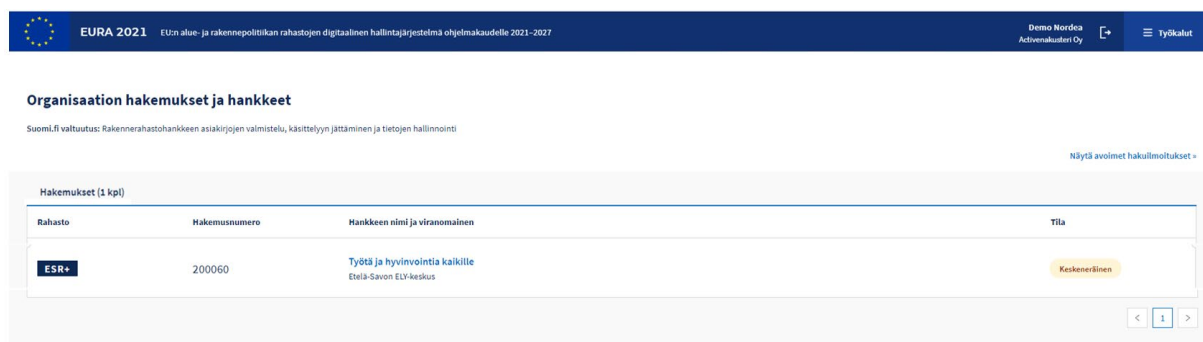 EURA 2021 EU:n alue- ja rakennepolitiikan rahastojen digitaalinen hallintajärjestelmä ohjelmakaudelle 2021–2027
Demo Nordea
Activenakusteri Oy
Työkalut
Organisaation hakemukset ja hankkeet
Suomi.fi valtuutus: Rakennerahastohankkeen asiakirjojen valmistelu, käsittelyyn jättäminen ja tietojen hallinnointi
Näytä avoimet hakuilmoitukset »
Hakemukset (1 kpl)
Rahasto Hakemusnumero Hankkeen nimi ja viranomainen Tila
ESR+ 200060 Työtä ja hyvinvointia kaikille Keskeneräinen
Etelä-Savon ELY-keskus
< 1 >